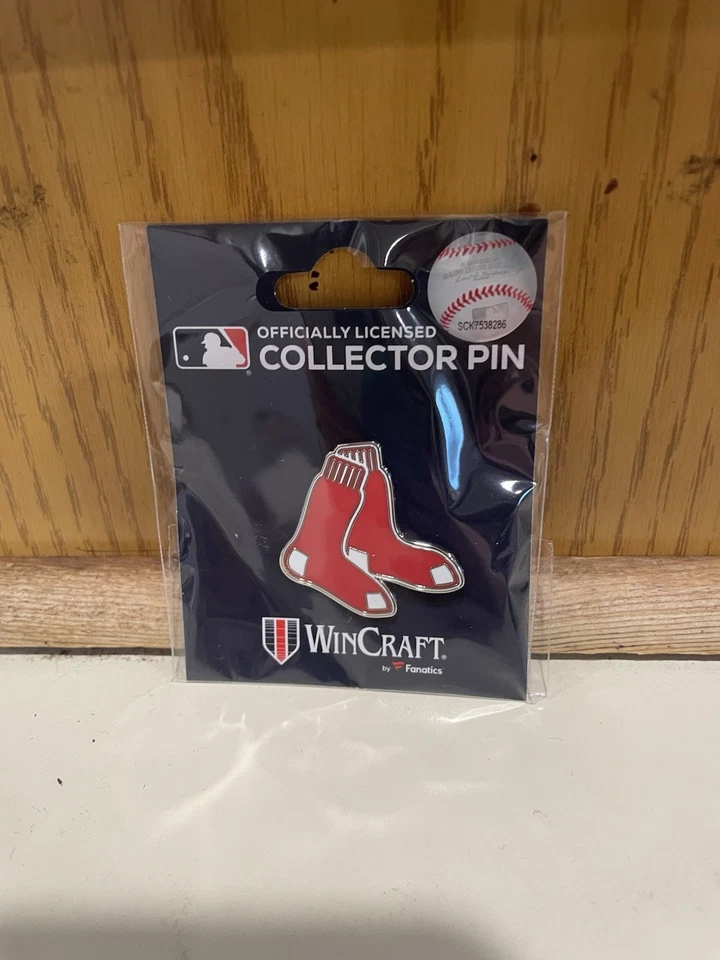 OFFICIALLY LICENSED
COLLECTOR PIN
SCK7538286
WINCRAFT®
by Fanatics